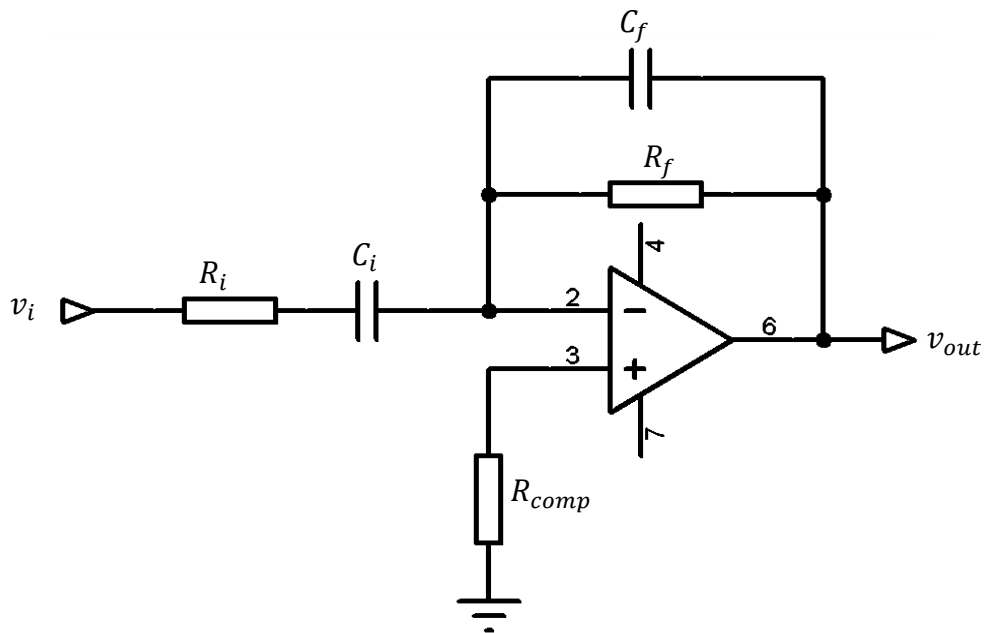 C_f
R_f
4
C_i
R_i
2
v_i
−
6
v_out
3
+
7
R_comp